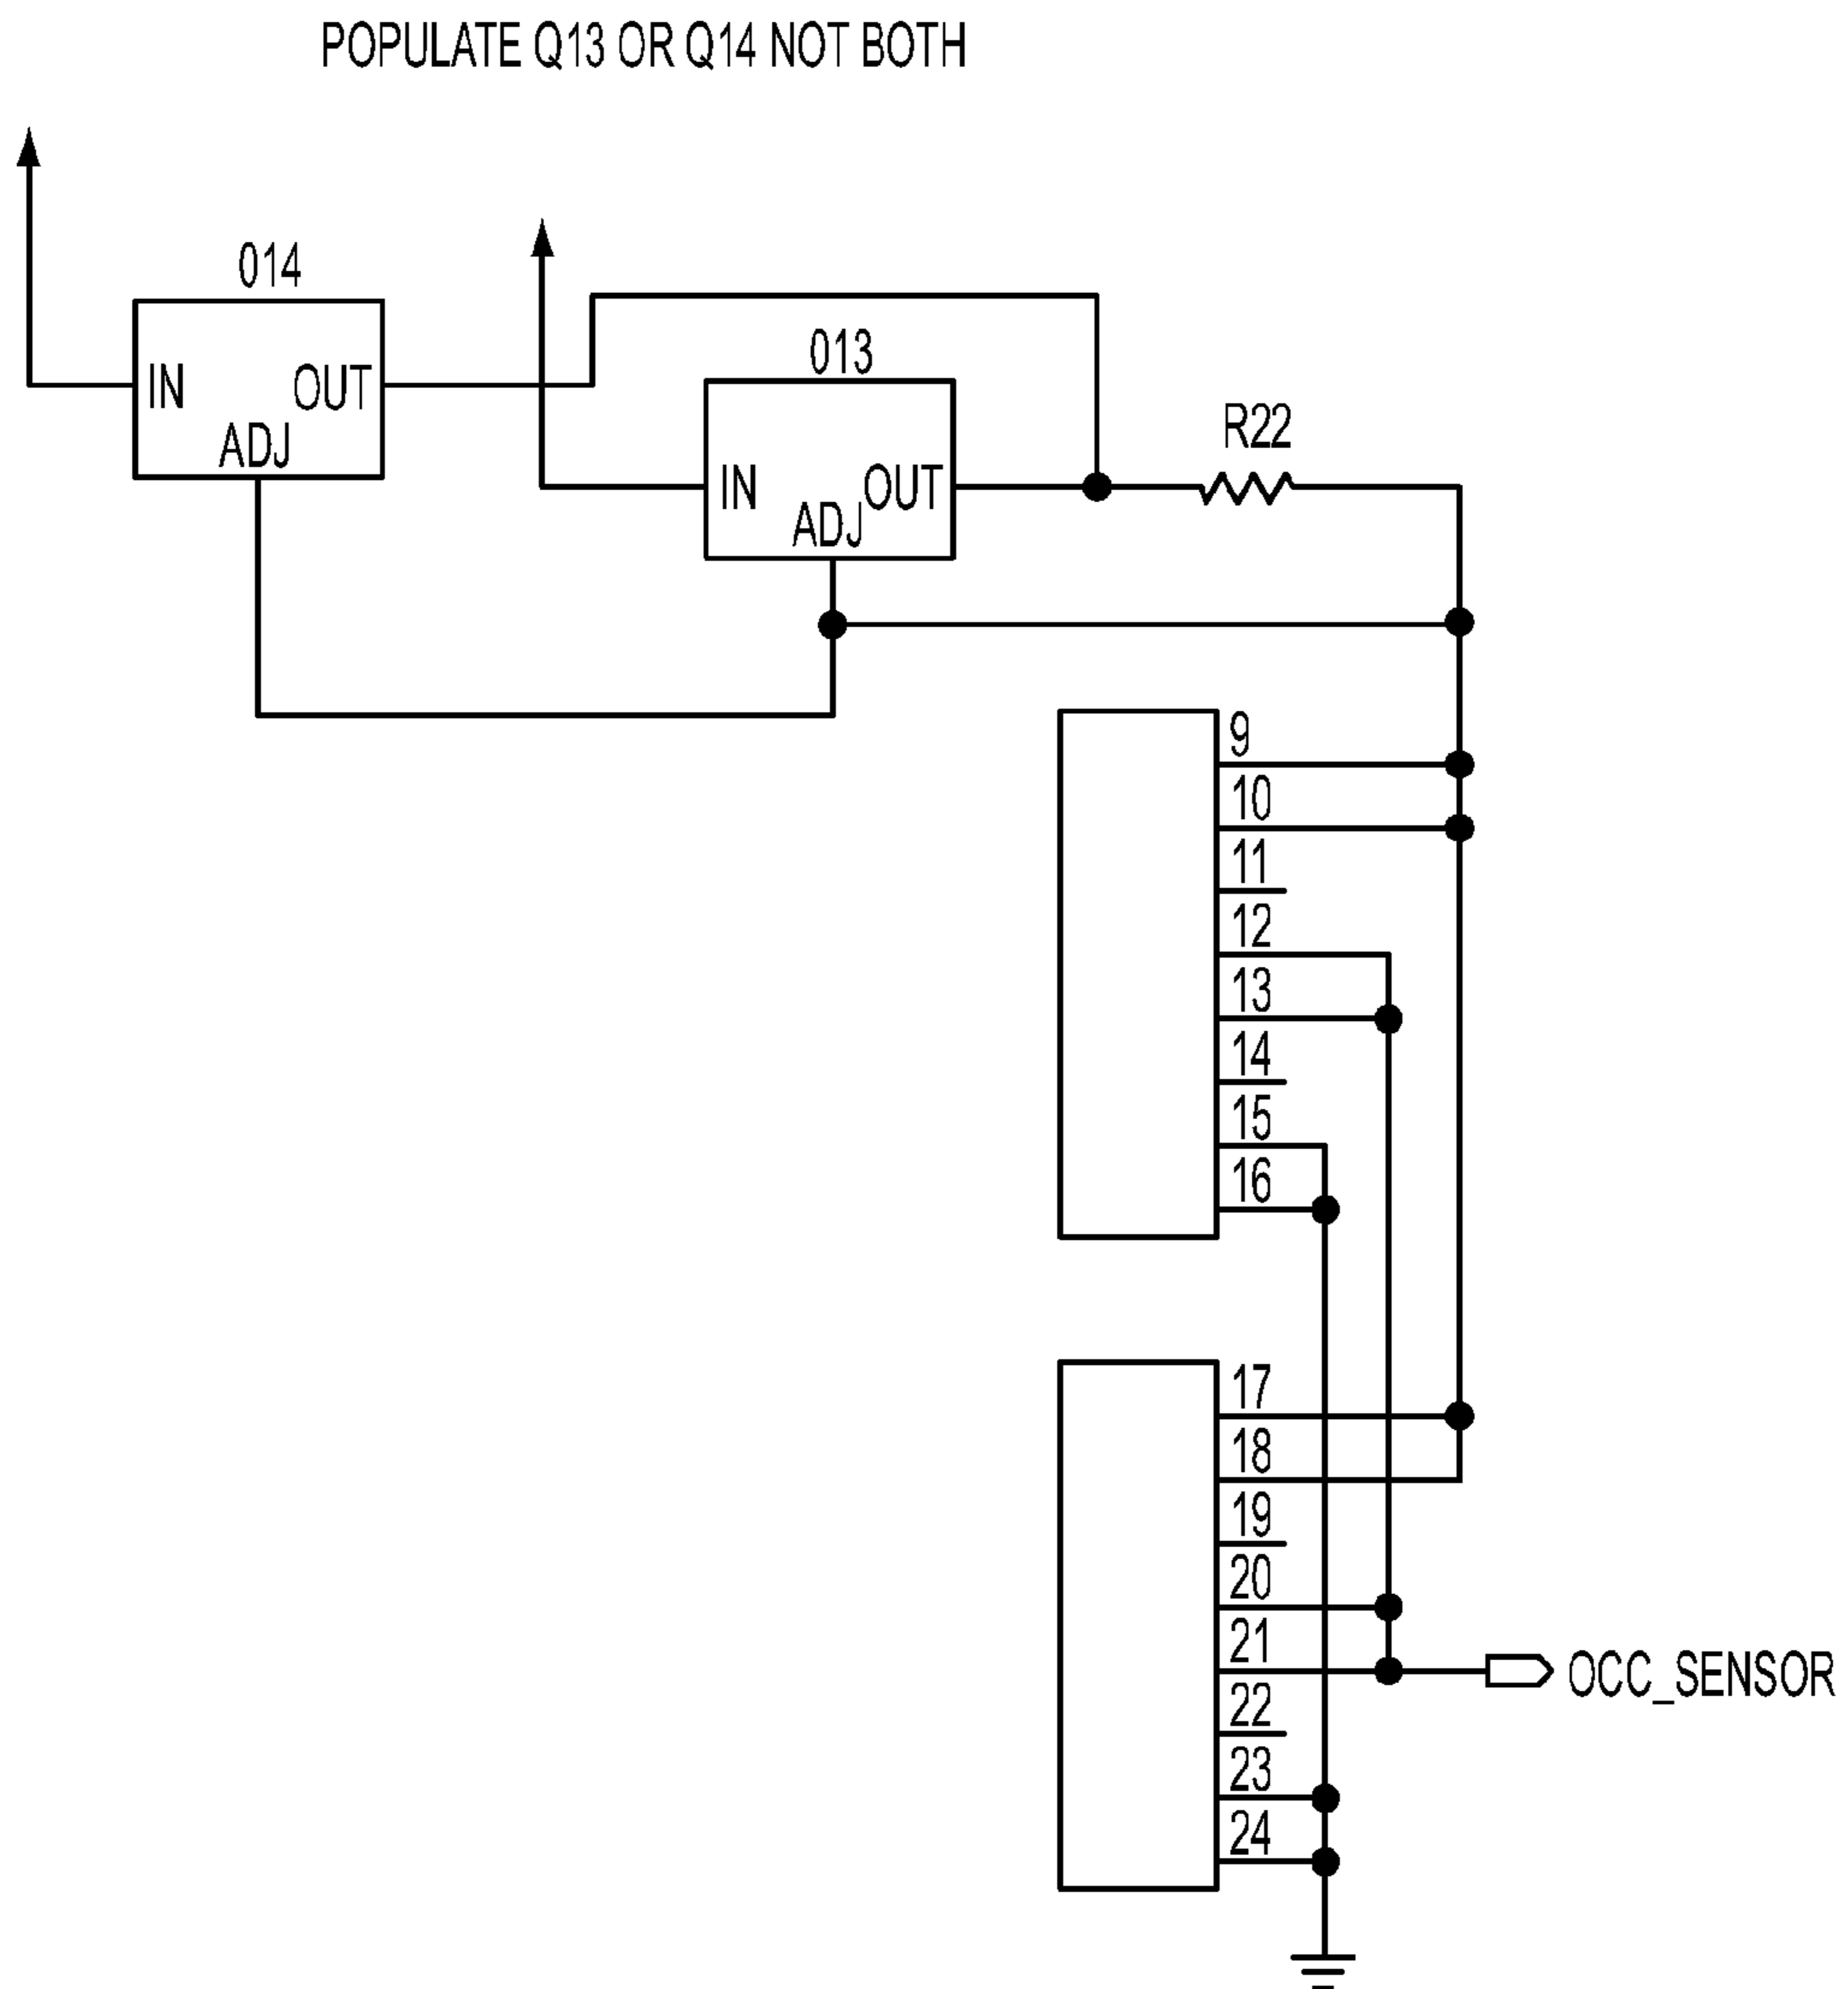 POPULATE Q13 OR Q14 NOT BOTH
014
IN
OUT
ADJ
013
IN
OUT
ADJ
R22
9
10
11
12
13
14
15
16
17
18
19
20
21
22
23
24
OCC_SENSOR